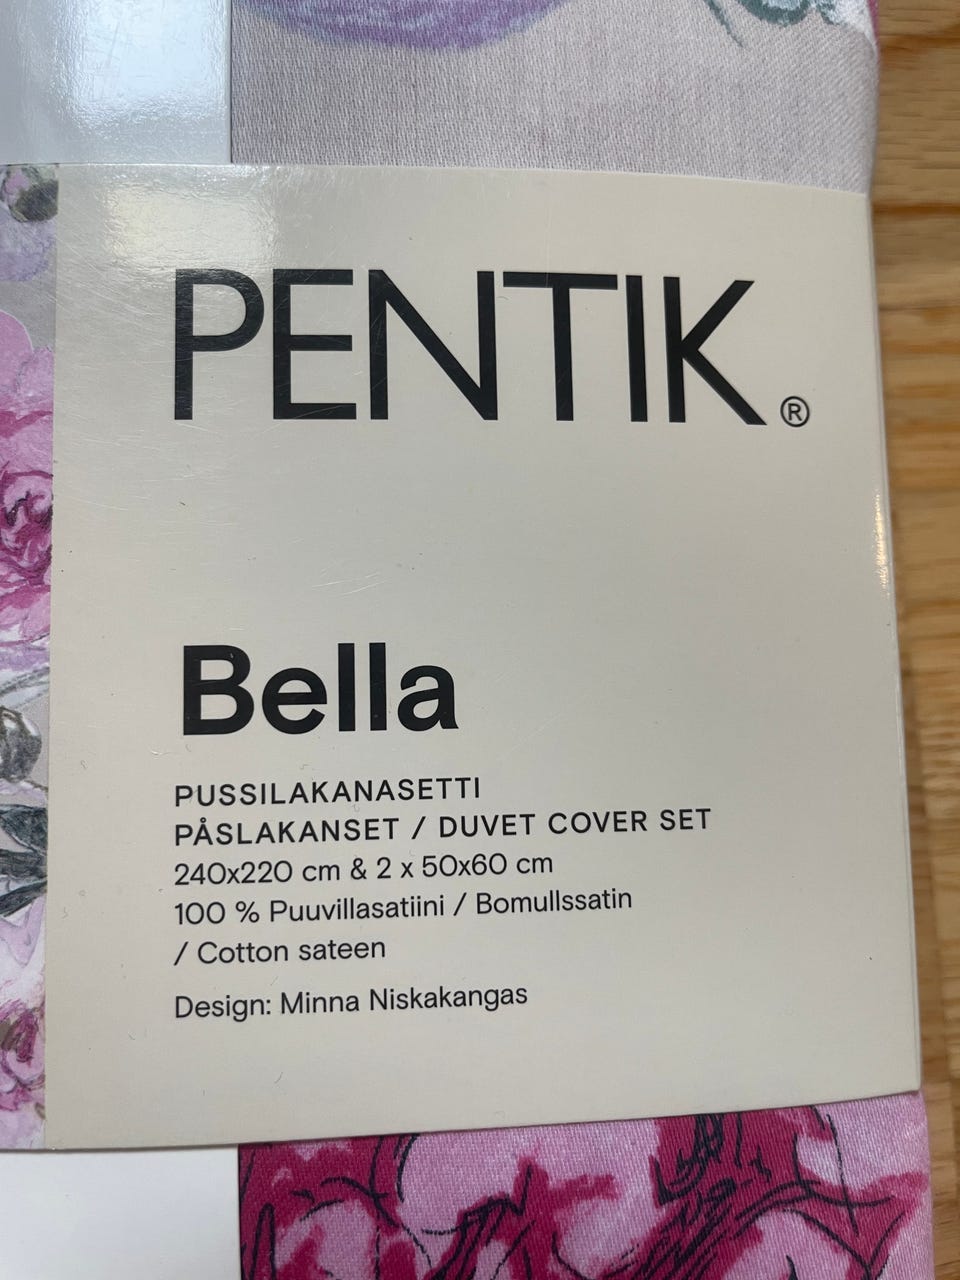 PENTIK®
Bella
PUSSILAKANASETTI
PÅSLAKANSET / DUVET COVER SET
240x220 cm & 2 x 50x60 cm
100 % Puuvillasatiini / Bomullssatin
/ Cotton sateen
Design: Minna Niskakangas